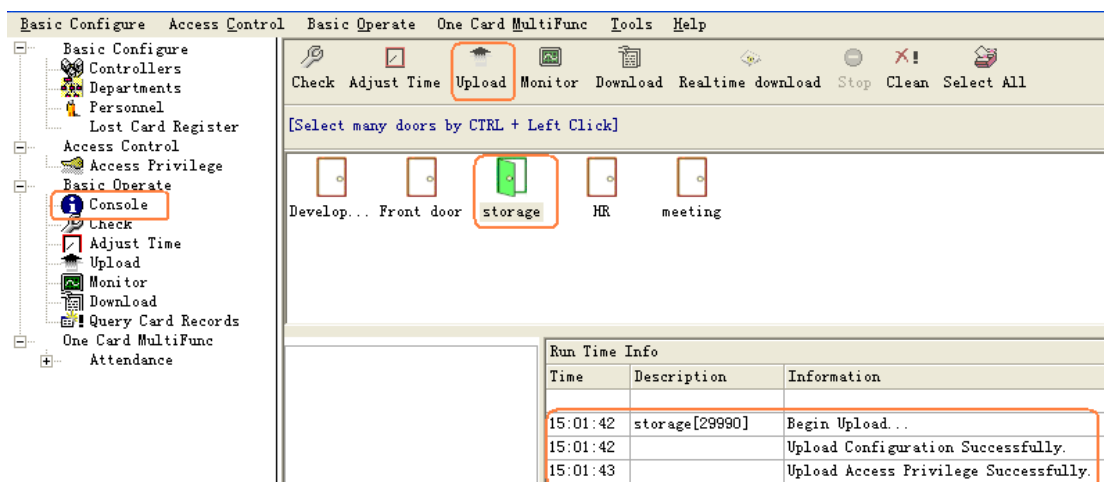 Basic Configure Access Control Basic Operate One Card MultiFunc Tools Help
Basic Configure
Controllers
Departments
Personnel
Lost Card Register
Access Control
Access Privilege
Basic Operate
Console
Check
Adjust Time
Upload
Monitor
Download
Query Card Records
One Card MultiFunc
Attendance
Check Adjust Time Upload Monitor Download Realtime download Stop Clean Select All
[Select many doors by CTRL + Left Click]
Develop... Front door storage HR meeting
Run Time Info
Time Description Information
15:01:42 storage[29990] Begin Upload...
15:01:42 Upload Configuration Successfully.
15:01:43 Upload Access Privilege Successfully.